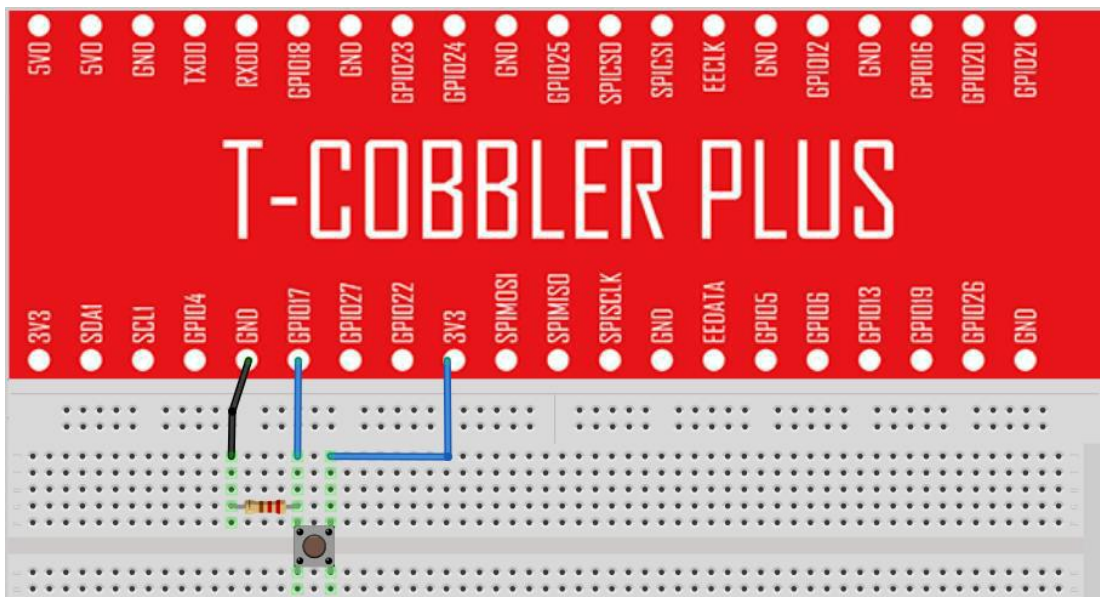 5V0 5V0 GND TXD0 RXD0 GPIO18 GND GPIO23 GPIO24 GND GPIO25 SPICS0 SPICS1 EECLK GND GPIO12 GND GPIO16 GPIO20 GPIO21
T-COBBLER PLUS
3V3 SDA1 SCL1 GPIO4 GND GPIO17 GPIO27 GPIO22 3V3 SPIMOSI SPIMISO SPISCLK GND EEDATA GPIO5 GPIO6 GPIO13 GPIO19 GPIO26 GND